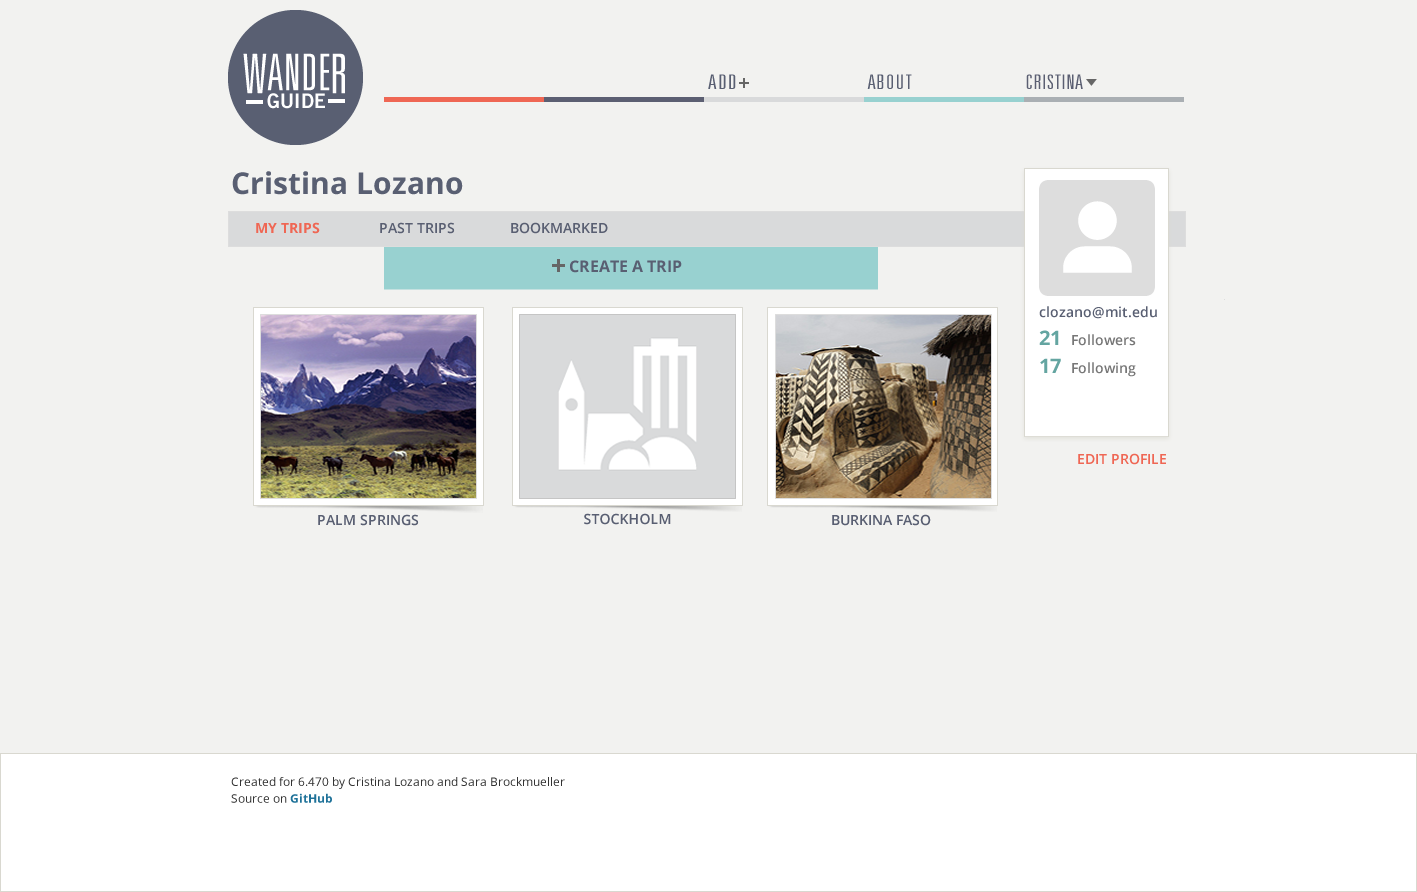 WANDER
GUIDE
ADD+
ABOUT
CRISTINA
Cristina Lozano
MY TRIPS
PAST TRIPS
BOOKMARKED
+ CREATE A TRIP
clozano@mit.edu
21 Followers
17 Following
EDIT PROFILE
PALM SPRINGS
STOCKHOLM
BURKINA FASO
Created for 6.470 by Cristina Lozano and Sara Brockmueller
Source on GitHub